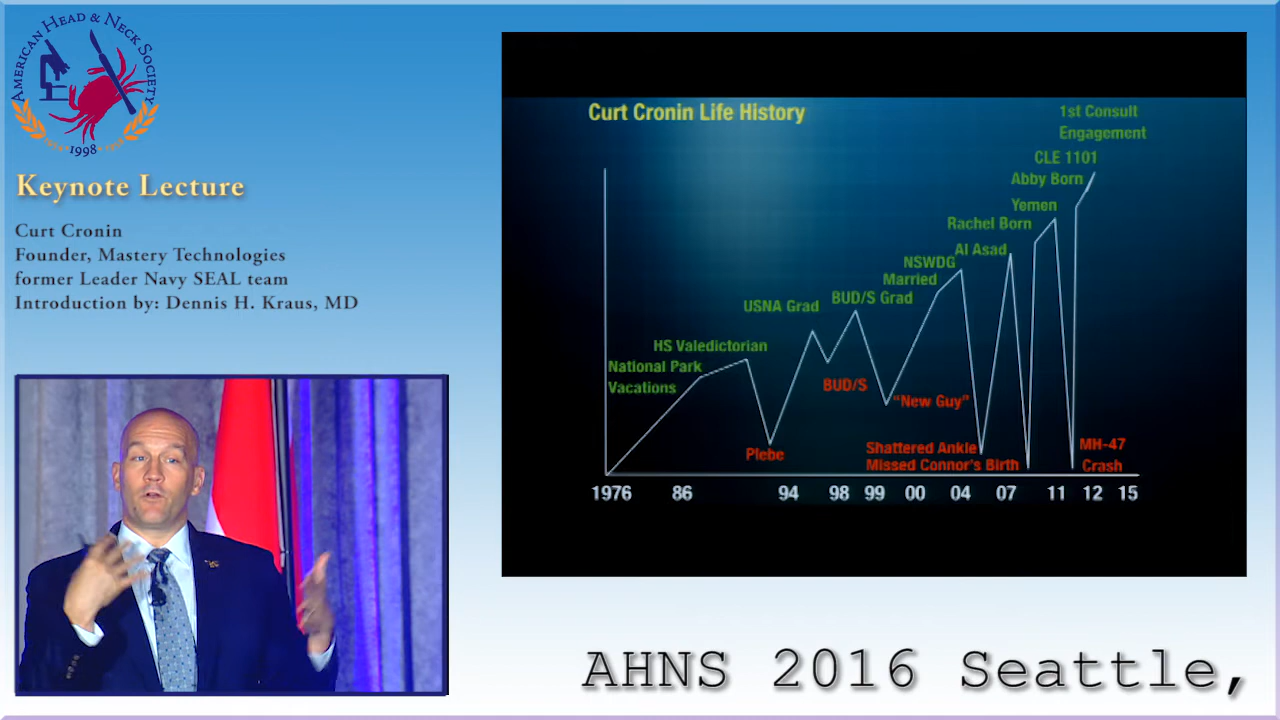 AMERICAN HEAD & NECK SOCIETY
1998
Keynote Lecture
Curt Cronin
Founder, Mastery Technologies
former Leader Navy SEAL team
Introduction by: Dennis H. Kraus, MD
Curt Cronin Life History
1st Consult
Engagement
CLE 1101
Abby Born
Yemen
Rachel Born
Al Asad
NSWDG
Married
BUD/S Grad
USNA Grad
HS Valedictorian
National Park
Vacations
BUD/S
"New Guy"
Plebe
Shattered Ankle
Missed Connor's Birth
MH-47
Crash
1976 86 94 98 99 00 04 07 11 12 15
AHNS 2016 Seattle,